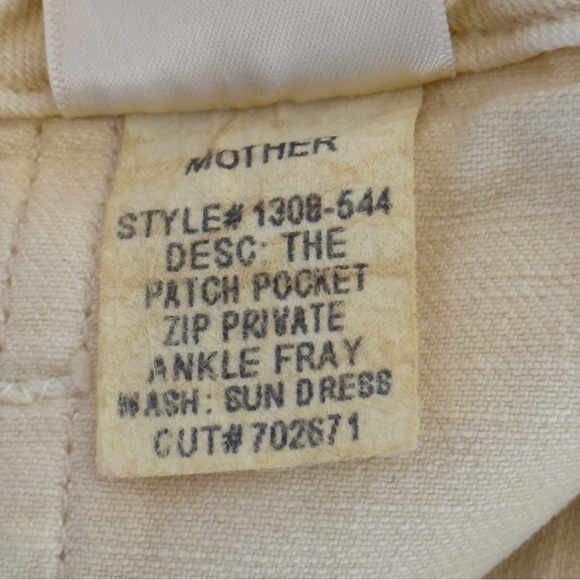 MOTHER
STYLE# 1308-544
DESC: THE
PATCH POCKET
ZIP PRIVATE
ANKLE FRAY
WASH: SUN DRESS
CUT# 702671